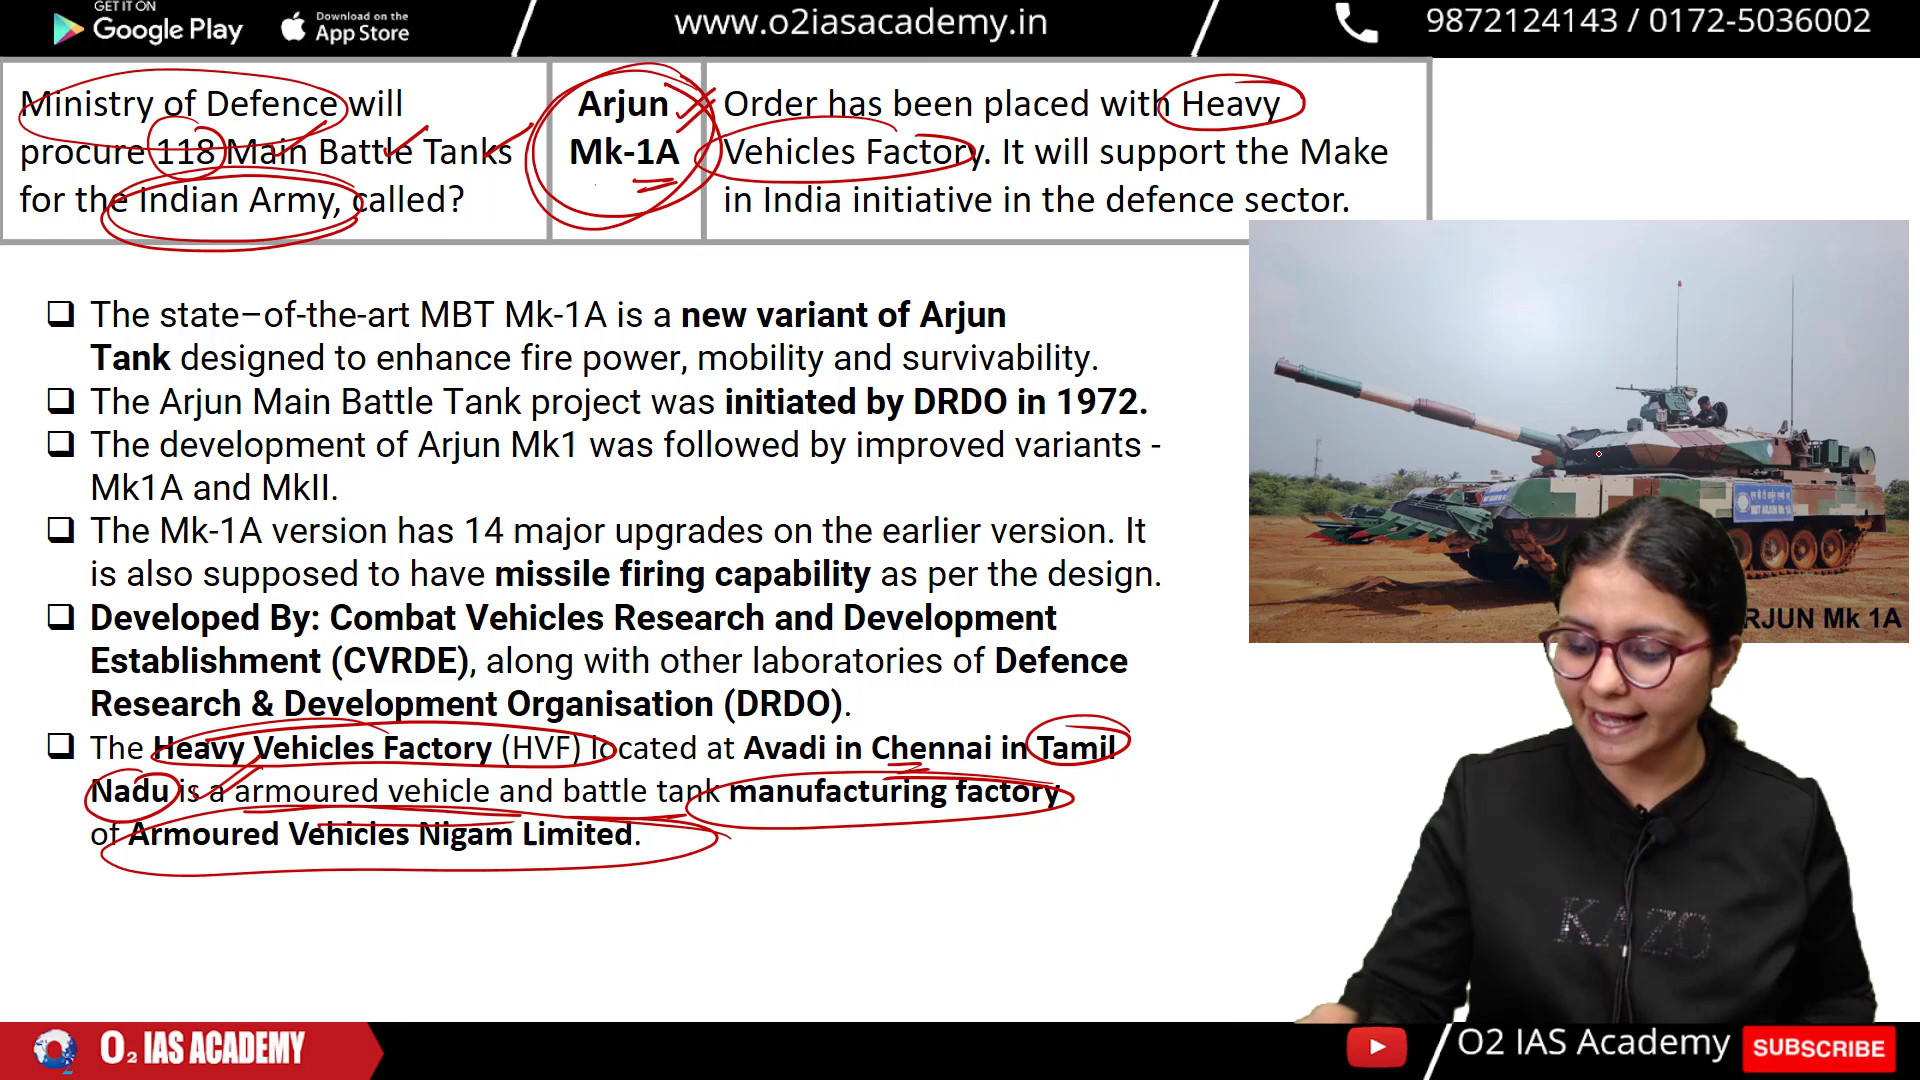 GET IT ON
Google Play
Download on the
App Store
www.o2iasacademy.in
9872124143 / 0172-5036002
Ministry of Defence will
procure 118 Main Battle Tanks
for the Indian Army, called?
Arjun
Mk-1A
Order has been placed with Heavy
Vehicles Factory. It will support the Make
in India initiative in the defence sector.
❑ The state–of-the-art MBT Mk-1A is a new variant of Arjun
Tank designed to enhance fire power, mobility and survivability.
❑ The Arjun Main Battle Tank project was initiated by DRDO in 1972.
❑ The development of Arjun Mk1 was followed by improved variants -
Mk1A and MkII.
❑ The Mk-1A version has 14 major upgrades on the earlier version. It
is also supposed to have missile firing capability as per the design.
❑ Developed By: Combat Vehicles Research and Development
Establishment (CVRDE), along with other laboratories of Defence
Research & Development Organisation (DRDO).
❑ The Heavy Vehicles Factory (HVF) located at Avadi in Chennai in Tamil
Nadu is a armoured vehicle and battle tank manufacturing factory
of Armoured Vehicles Nigam Limited.
MBT ARJUN Mk 1A
RJUN Mk 1A
KAZO
O2 IAS ACADEMY
O2 IAS Academy
SUBSCRIBE